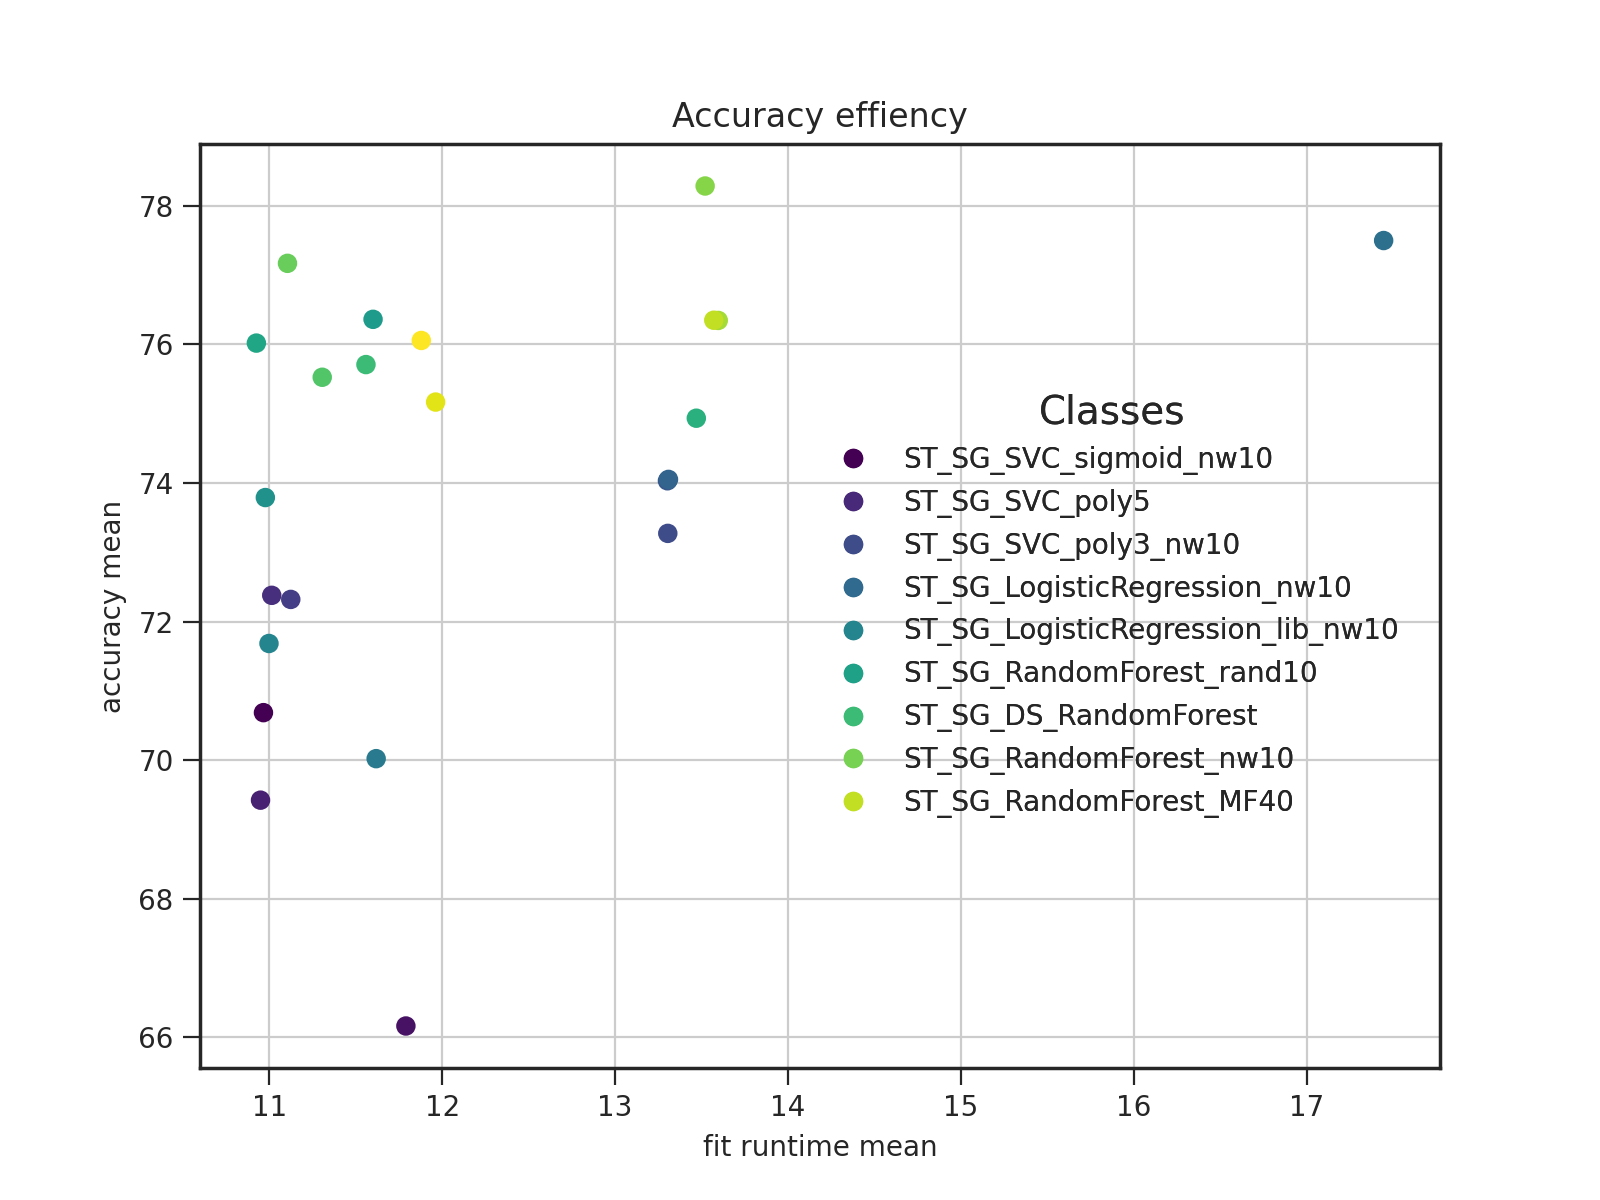 Accuracy effiency
78
76
74
72
70
68
66
accuracy mean
Classes
ST_SG_SVC_sigmoid_nw10
ST_SG_SVC_poly5
ST_SG_SVC_poly3_nw10
ST_SG_LogisticRegression_nw10
ST_SG_LogisticRegression_lib_nw10
ST_SG_RandomForest_rand10
ST_SG_DS_RandomForest
ST_SG_RandomForest_nw10
ST_SG_RandomForest_MF40
11 12 13 14 15 16 17
fit runtime mean